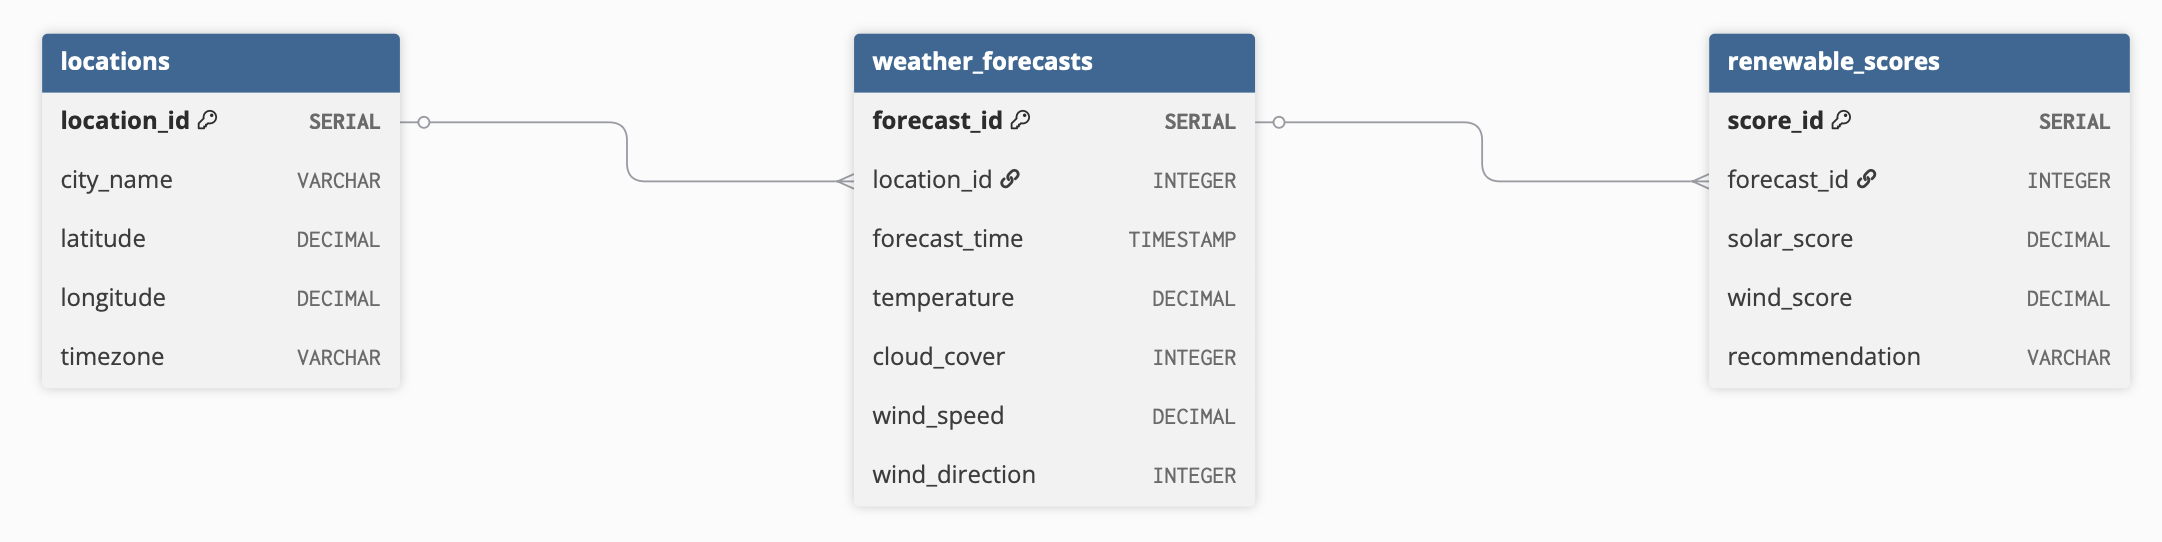 locations
location_id SERIAL
city_name VARCHAR
latitude DECIMAL
longitude DECIMAL
timezone VARCHAR
weather_forecasts
forecast_id SERIAL
location_id INTEGER
forecast_time TIMESTAMP
temperature DECIMAL
cloud_cover INTEGER
wind_speed DECIMAL
wind_direction INTEGER
renewable_scores
score_id SERIAL
forecast_id INTEGER
solar_score DECIMAL
wind_score DECIMAL
recommendation VARCHAR